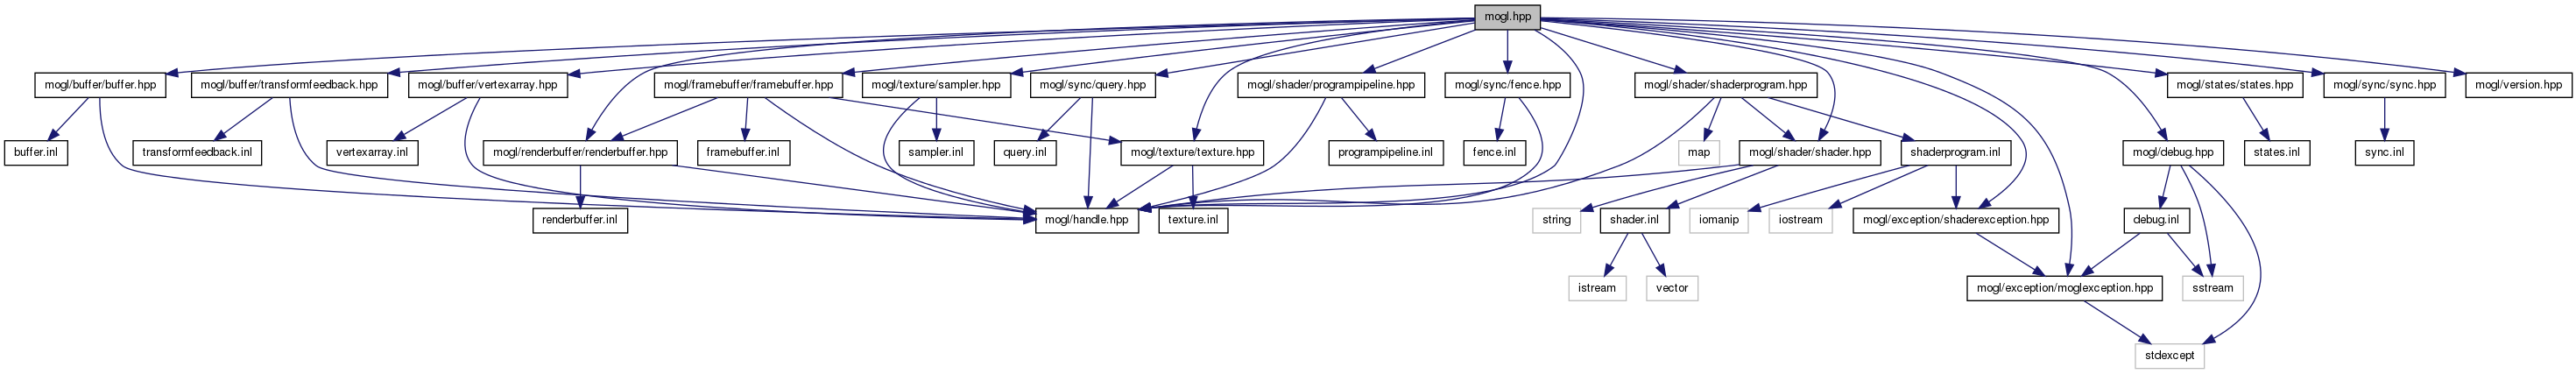 mogl.hpp
mogl/buffer/buffer.hpp
mogl/buffer/transformfeedback.hpp
mogl/buffer/vertexarray.hpp
mogl/framebuffer/framebuffer.hpp
mogl/texture/sampler.hpp
mogl/sync/query.hpp
mogl/shader/programpipeline.hpp
mogl/sync/fence.hpp
mogl/shader/shaderprogram.hpp
mogl/states/states.hpp
mogl/sync/sync.hpp
mogl/version.hpp
buffer.inl
transformfeedback.inl
vertexarray.inl
mogl/renderbuffer/renderbuffer.hpp
framebuffer.inl
sampler.inl
query.inl
mogl/texture/texture.hpp
programpipeline.inl
fence.inl
map
mogl/shader/shader.hpp
shaderprogram.inl
mogl/debug.hpp
states.inl
sync.inl
renderbuffer.inl
mogl/handle.hpp
texture.inl
string
shader.inl
iomanip
iostream
mogl/exception/shaderexception.hpp
debug.inl
istream
vector
mogl/exception/moglexception.hpp
sstream
stdexcept